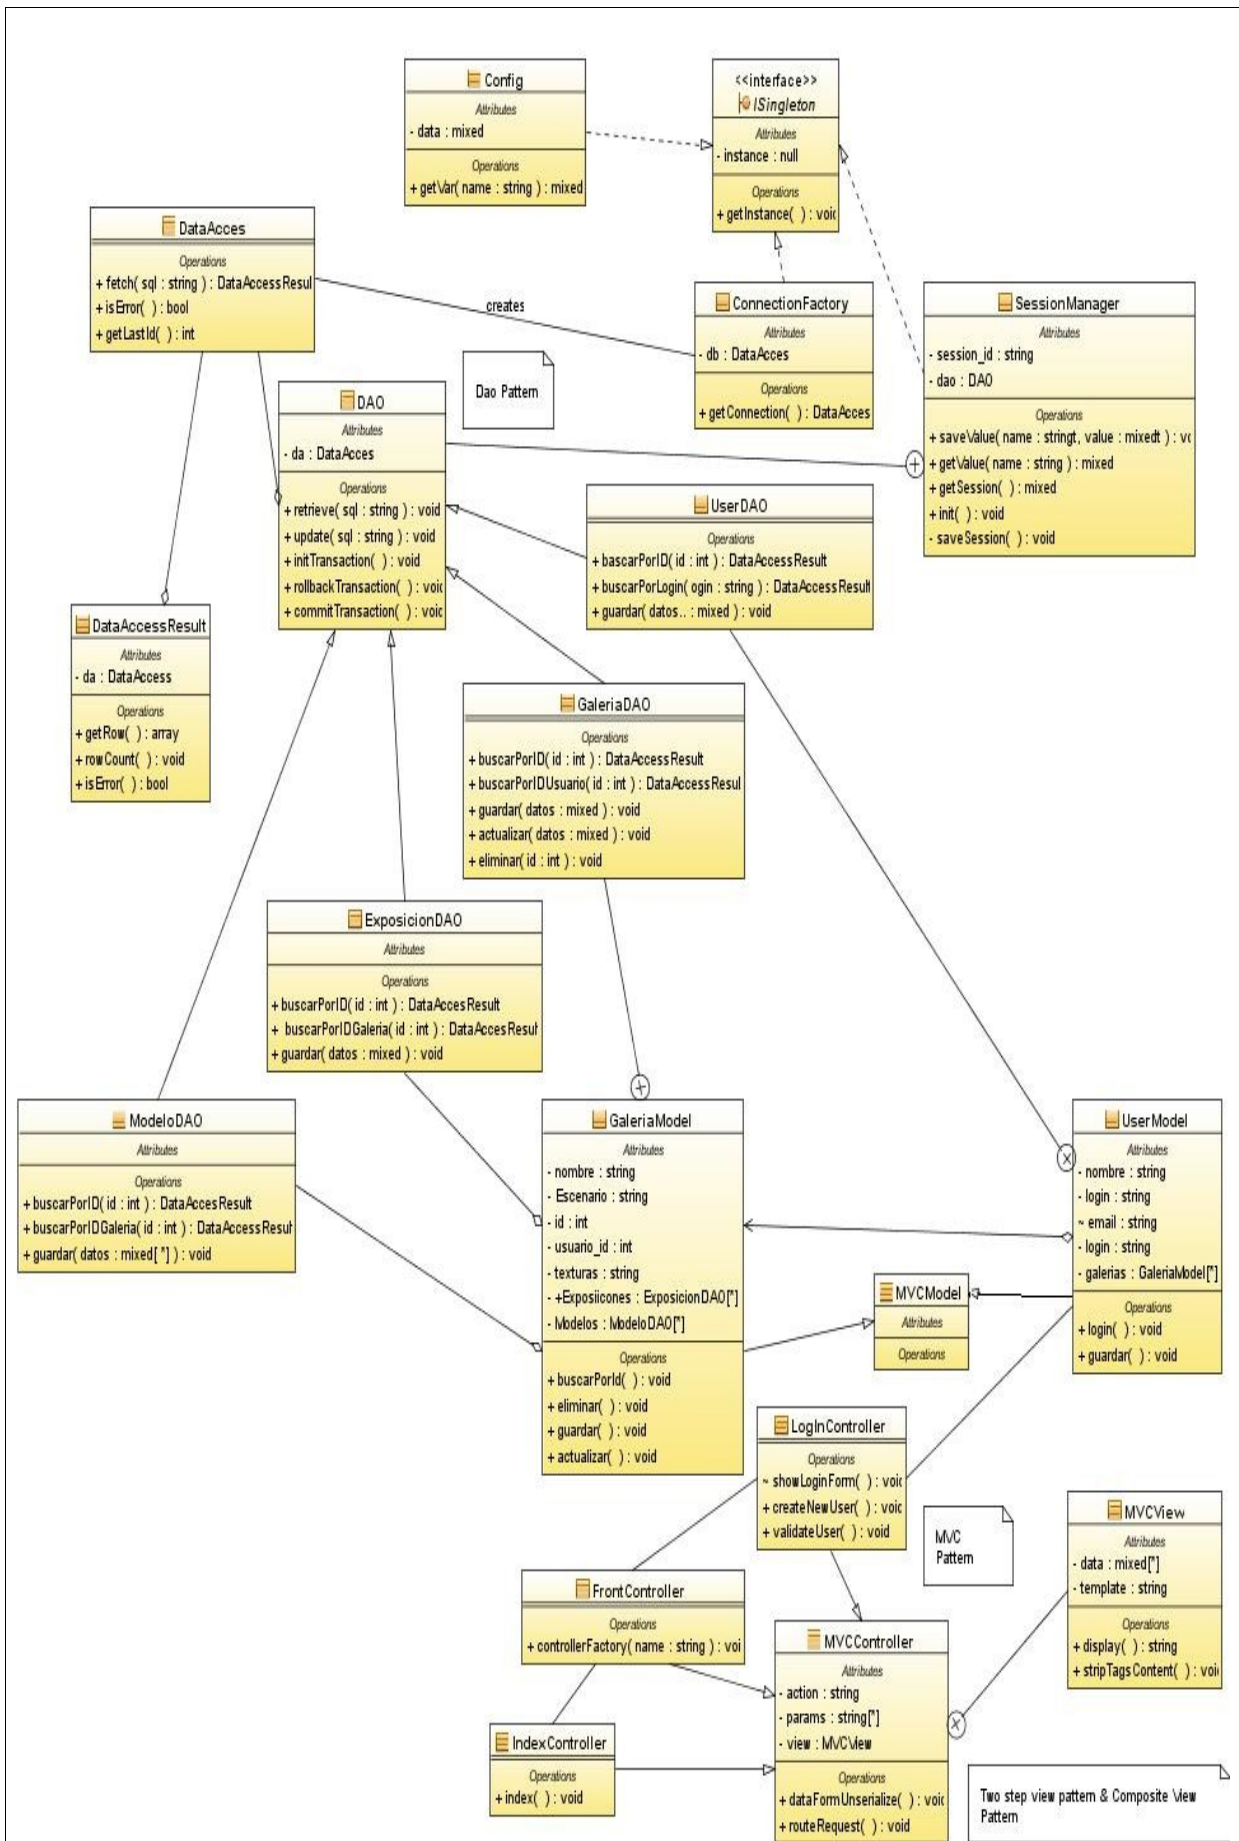 Config
Attributes
- data : mixed
Operations
+ getVar( name : string ) : mixed
<<interface>>
ISingleton
Attributes
- instance : null
Operations
+ getInstance( ) : voic
DataAcces
Operations
+ fetch( sql : string ) : DataAccessResul
+ isError( ) : bool
+ getLastId( ) : int
creates
ConnectionFactory
Attributes
- db : DataAcces
Operations
+ getConnection( ) : DataAcces
SessionManager
Attributes
- session_id : string
- dao : DAO
Operations
+ saveValue( name : stringt, value : mixedt ) : vc
+ getValue( name : string ) : mixed
+ getSession( ) : mixed
+ init( ) : void
- saveSession( ) : void
Dao Pattern
DAO
Attributes
- da : DataAcces
Operations
+ retrieve( sql : string ) : void
+ update( sql : string ) : void
+ initTransaction( ) : void
+ rollbackTransaction( ) : voic
+ commitTransaction( ) : voic
UserDAO
Operations
+ bascarPorID( id : int ) : DataAccessResult
+ buscarPorLogin( ogin : string ) : DataAccessResult
+ guardar( datos.. : mixed ) : void
DataAccessResult
Attributes
- da : DataAccess
Operations
+ getRow( ) : array
+ rowCount( ) : void
+ isError( ) : bool
GaleriaDAO
Operations
+ buscarPorID( id : int ) : DataAccessResult
+ buscarPorIDUsuario( id : int ) : DataAccessResul
+ guardar( datos : mixed ) : void
+ actualizar( datos : mixed ) : void
+ eliminar( id : int ) : void
ExposicionDAO
Attributes
Operations
+ buscarPorID( id : int ) : DataAccesResult
+ buscarPorIDGaleria( id : int ) : DataAccesResult
+ guardar( datos : mixed ) : void
ModeloDAO
Attributes
Operations
+ buscarPorID( id : int ) : DataAccesResult
+ buscarPorIDGaleria( id : int ) : DataAccesResult
+ guardar( datos : mixed[ *] ) : void
GaleriaModel
Attributes
- nombre : string
- Escenario : string
- id : int
- usuario_id : int
- texturas : string
- +Exposiicones : ExposicionDAO[*]
- Modelos : ModeloDAO[*]
Operations
+ buscarPorId( ) : void
+ eliminar( ) : void
+ guardar( ) : void
+ actualizar( ) : void
UserModel
Attributes
- nombre : string
- login : string
~ email : string
- login : string
- galerias : GaleriaModel[*]
Operations
+ login( ) : void
+ guardar( ) : void
MVCModel
Attributes
Operations
LogInController
Operations
~ showLoginForm( ) : voic
+ createNewUser( ) : voic
+ validateUser( ) : void
MVC
Pattern
MVCView
Attributes
- data : mixed[*]
- template : string
Operations
+ display( ) : string
+ stripTagsContent( ) : voi
FrontController
Operations
+ controllerFactory( name : string ) : voi
MVCController
Attributes
- action : string
- params : string[*]
- view : MVCView
Operations
+ dataFormUnserialize( ) : voic
+ routeRequest( ) : void
IndexController
Operations
+ index( ) : void
Two step view pattern & Composite View
Pattern